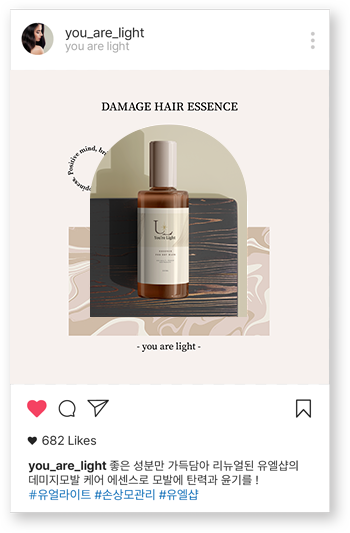 you_are_light
you are light
DAMAGE HAIR ESSENCE
Positive mind, bri
ppiness.
You're Light
- you are light -
682 Likes
you_are_light 좋은 성분만 가득담아 리뉴얼된 유엘샵의
데미지모발 케어 에센스로 모발에 탄력과 윤기를 !
#유얼라이트 #손상모관리 #유엘샵